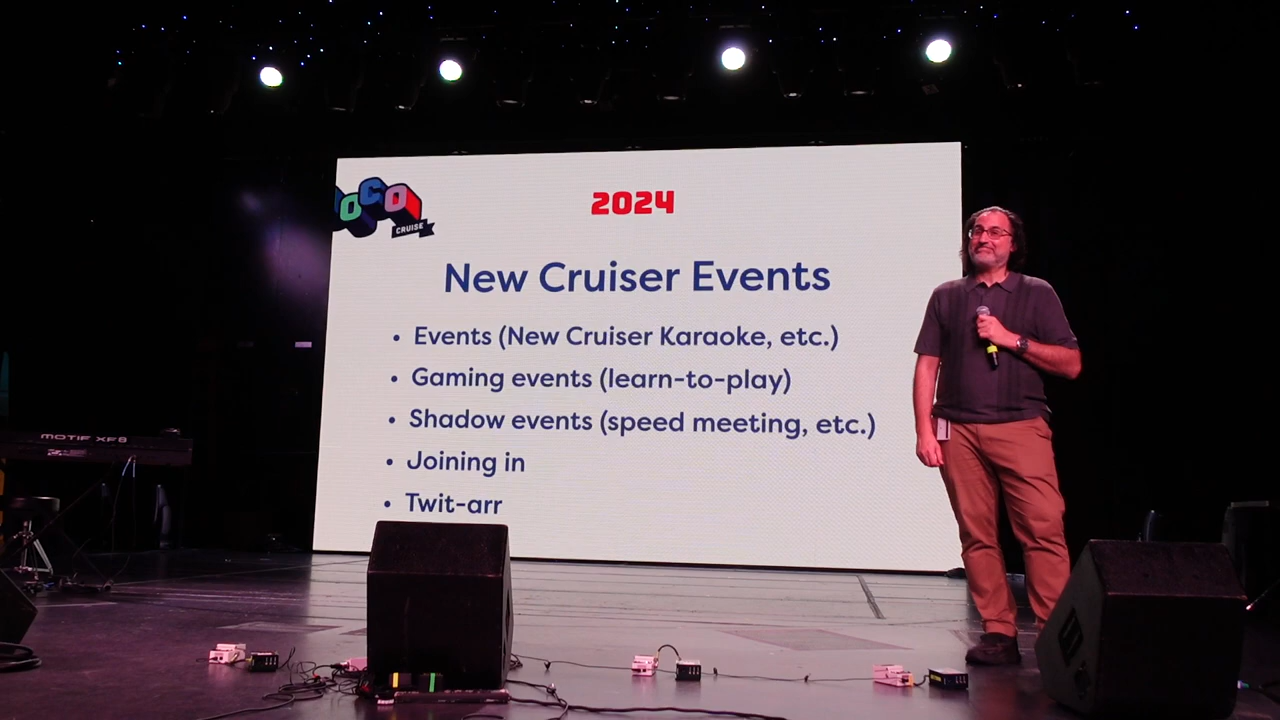 OCO
CRUISE
2024
New Cruiser Events
• Events (New Cruiser Karaoke, etc.)
• Gaming events (learn-to-play)
• Shadow events (speed meeting, etc.)
• Joining in
• Twit-arr
MOTIF XF8